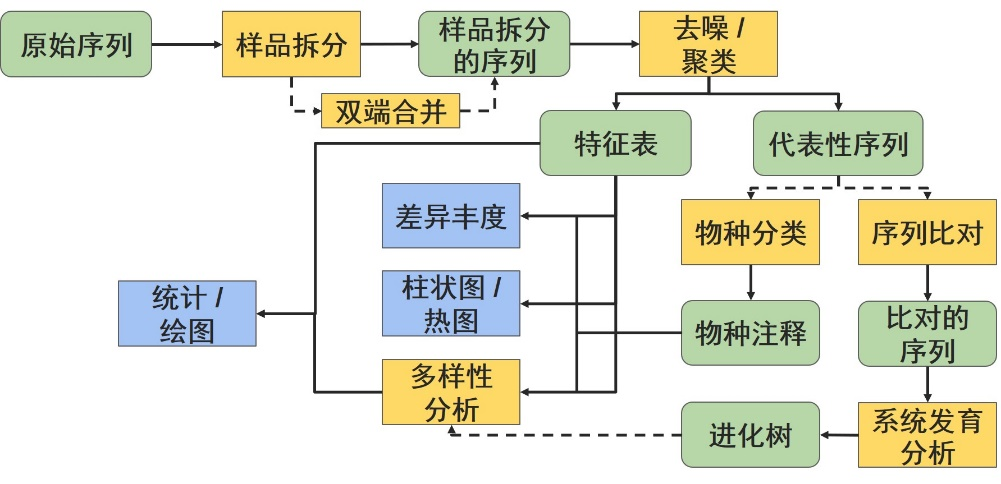 原始序列
样品拆分
样品拆分
的序列
去噪 /
聚类
双端合并
特征表
代表性序列
差异丰度
物种分类
序列比对
统计 /
绘图
柱状图 /
热图
物种注释
比对的
序列
多样性
分析
进化树
系统发育
分析